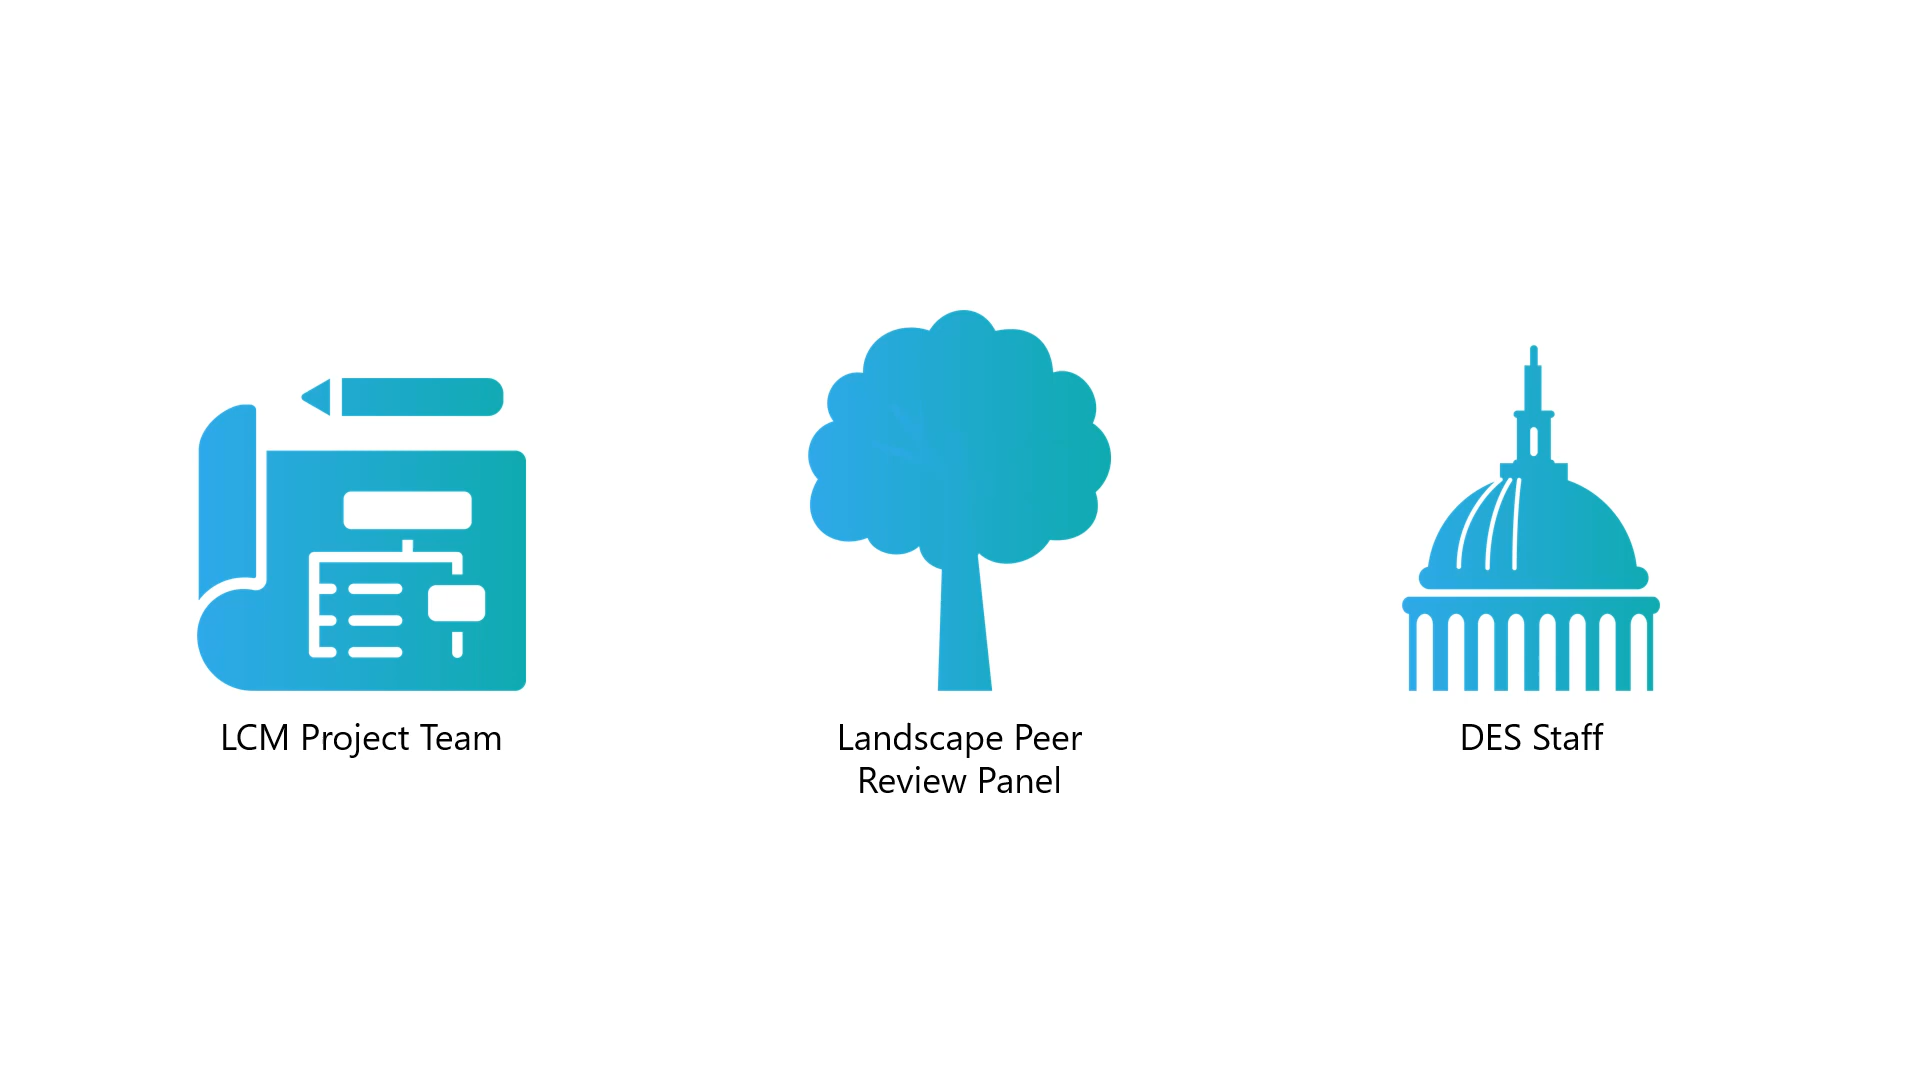 LCM Project Team
Landscape Peer
Review Panel
DES Staff